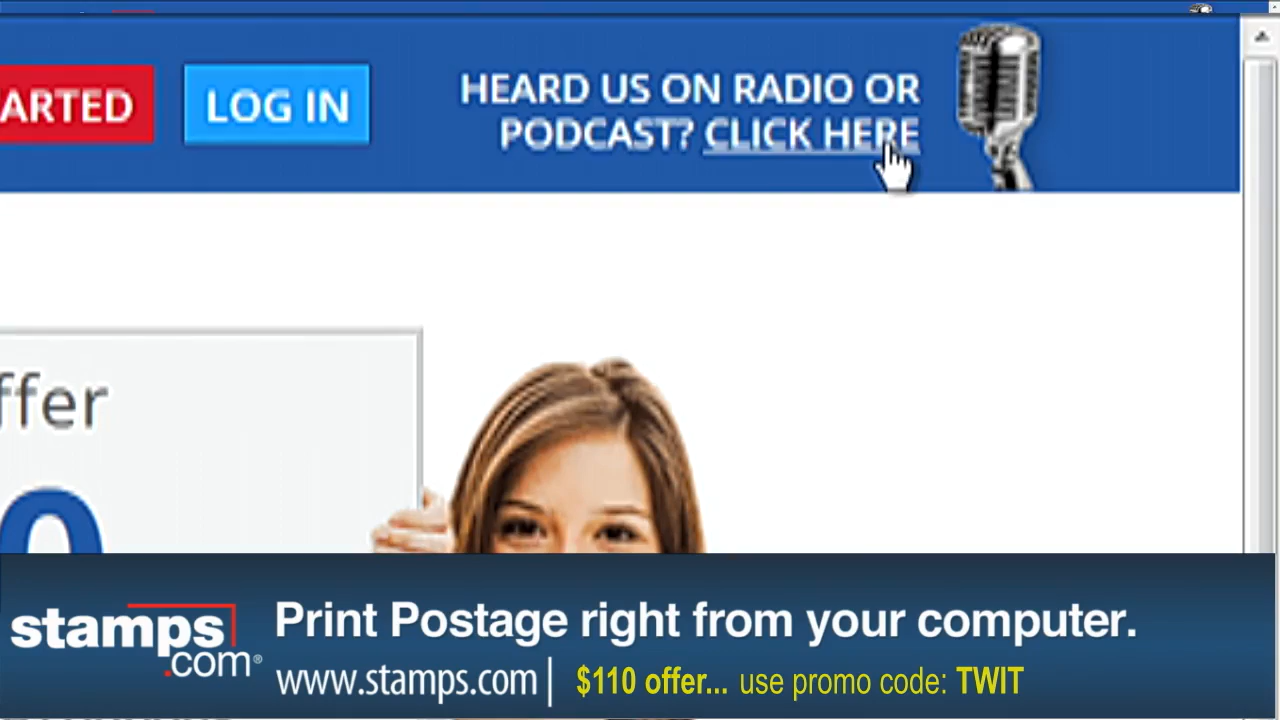 ARTED
LOG IN
HEARD US ON RADIO OR
PODCAST? CLICK HERE
ffer
0
stamps
.com®
Print Postage right from your computer.
www.stamps.com | $110 offer... use promo code: TWIT